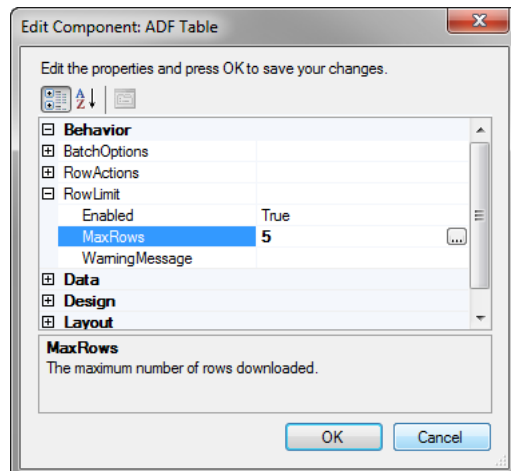 Edit Component: ADF Table
Edit the properties and press OK to save your changes.
Behavior
BatchOptions
RowActions
RowLimit
Enabled True
MaxRows 5 ...
WarningMessage
Data
Design
Layout
MaxRows
The maximum number of rows downloaded.
OK Cancel